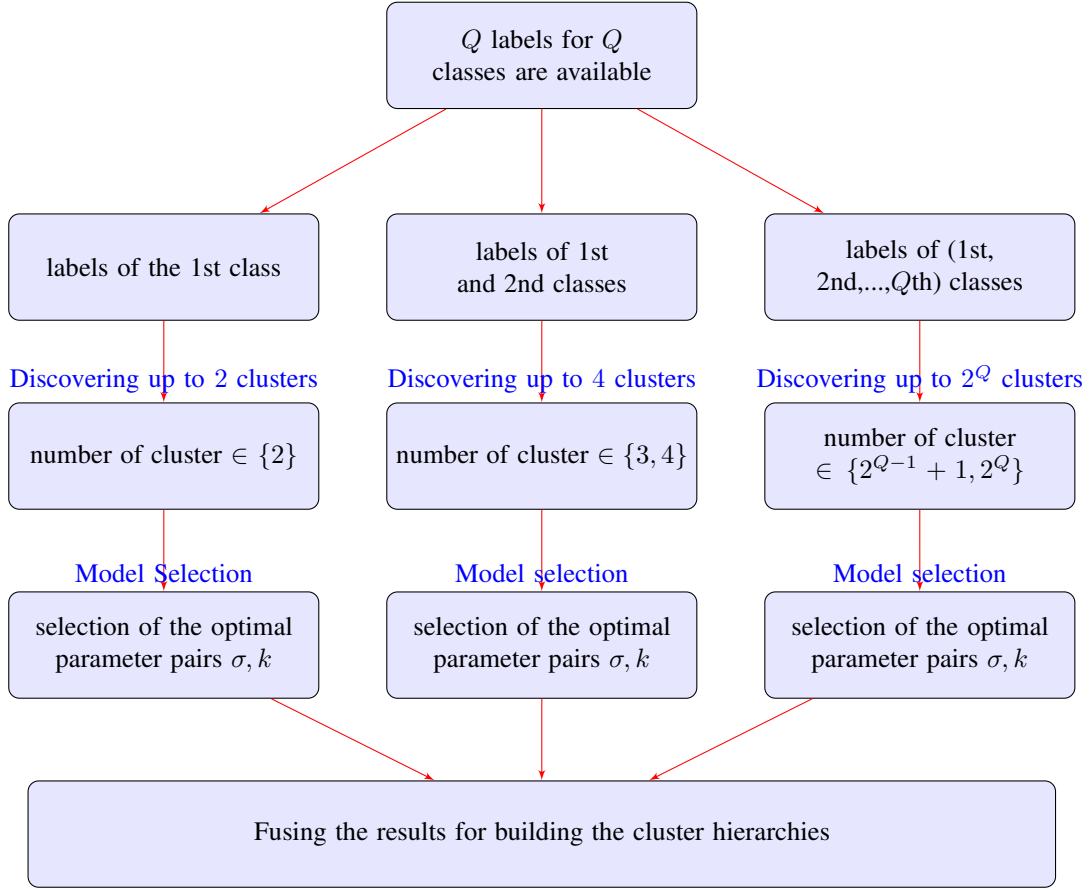 Q labels for Q
classes are available
labels of the 1st class
labels of 1st
and 2nd classes
labels of (1st,
2nd,...,Qth) classes
Discovering up to 2 clusters
Discovering up to 4 clusters
Discovering up to 2^Q clusters
number of cluster ∈ {2}
number of cluster ∈ {3, 4}
number of cluster
∈ {2^{Q−1} + 1, 2^Q}
Model Selection
Model selection
Model selection
selection of the optimal
parameter pairs σ, k
selection of the optimal
parameter pairs σ, k
selection of the optimal
parameter pairs σ, k
Fusing the results for building the cluster hierarchies